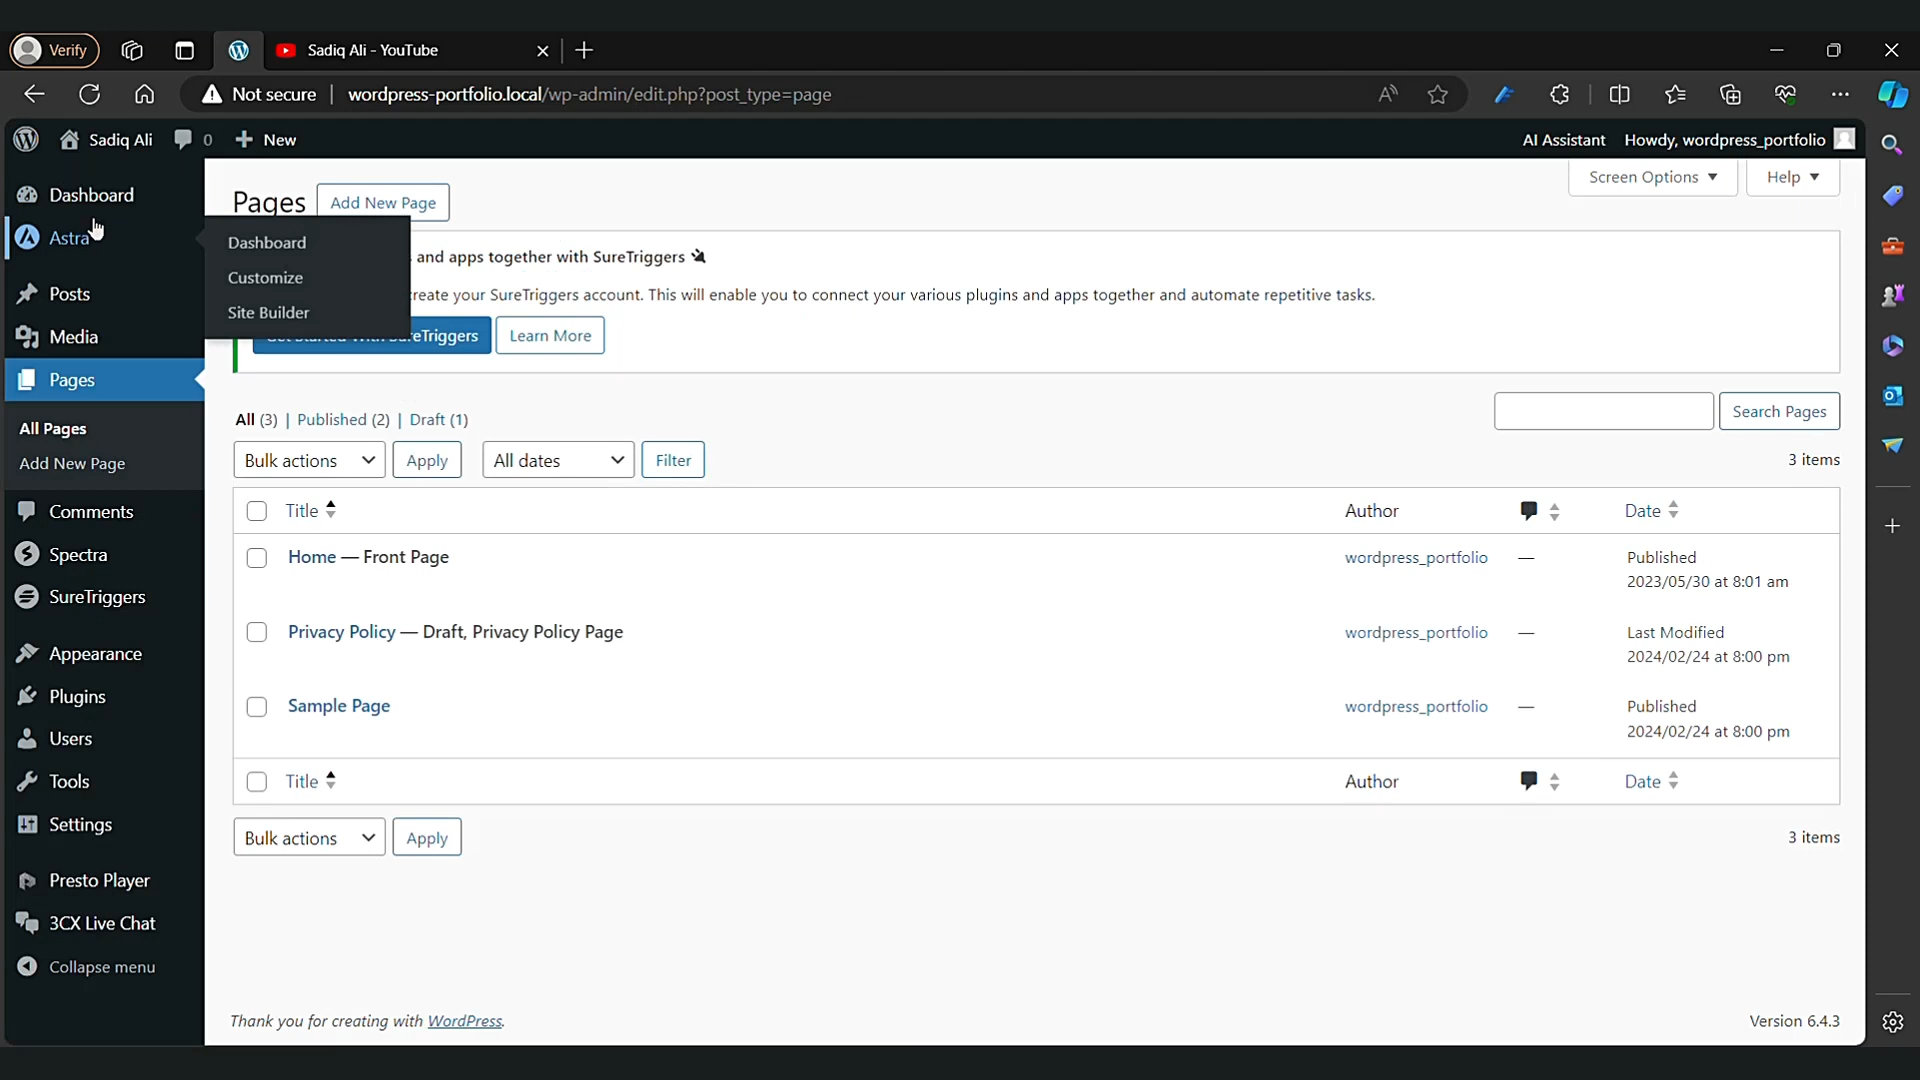 Verify
Sadiq Ali - YouTube
Not secure
wordpress-portfolio.local/wp-admin/edit.php?post_type=page
Sadiq Ali
0
New
AI Assistant
Howdy, wordpress_portfolio
Dashboard
Astra
Posts
Media
Pages
All Pages
Add New Page
Comments
Spectra
SureTriggers
Appearance
Plugins
Users
Tools
Settings
Presto Player
3CX Live Chat
Collapse menu
Dashboard
Customize
Site Builder
Pages
Add New Page
Screen Options
Help
and apps together with SureTriggers
create your SureTriggers account. This will enable you to connect your various plugins and apps together and automate repetitive tasks.
Get Started With SureTriggers
Learn More
All (3) | Published (2) | Draft (1)
Search Pages
Bulk actions
Apply
All dates
Filter
3 items
Title
Author
Date
Home — Front Page
wordpress_portfolio
—
Published
2023/05/30 at 8:01 am
Privacy Policy — Draft, Privacy Policy Page
wordpress_portfolio
—
Last Modified
2024/02/24 at 8:00 pm
Sample Page
wordpress_portfolio
—
Published
2024/02/24 at 8:00 pm
Title
Author
Date
Bulk actions
Apply
3 items
Thank you for creating with WordPress.
Version 6.4.3